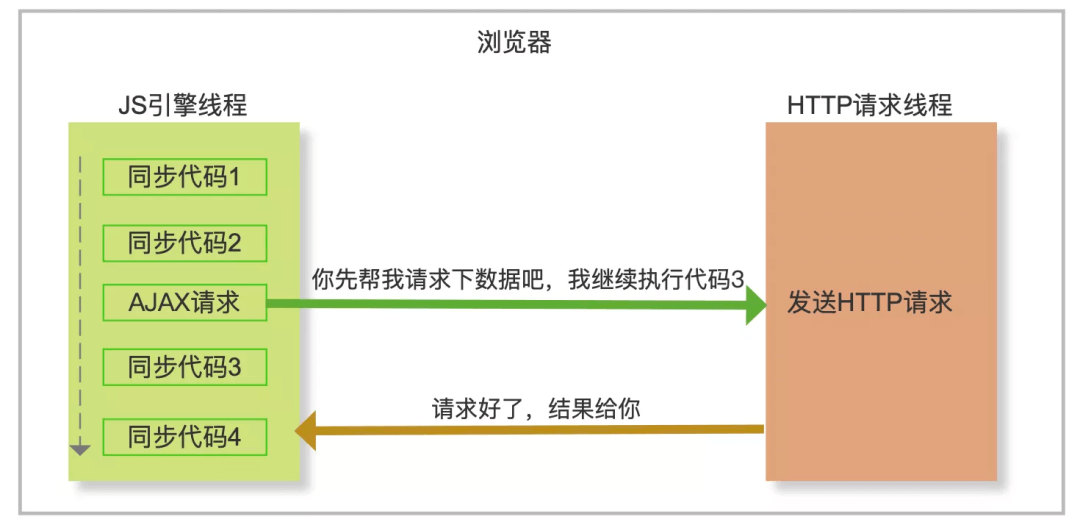 浏览器
JS引擎线程
HTTP请求线程
同步代码1
同步代码2
你先帮我请求下数据吧，我继续执行代码3
AJAX请求
发送HTTP请求
同步代码3
请求好了，结果给你
同步代码4